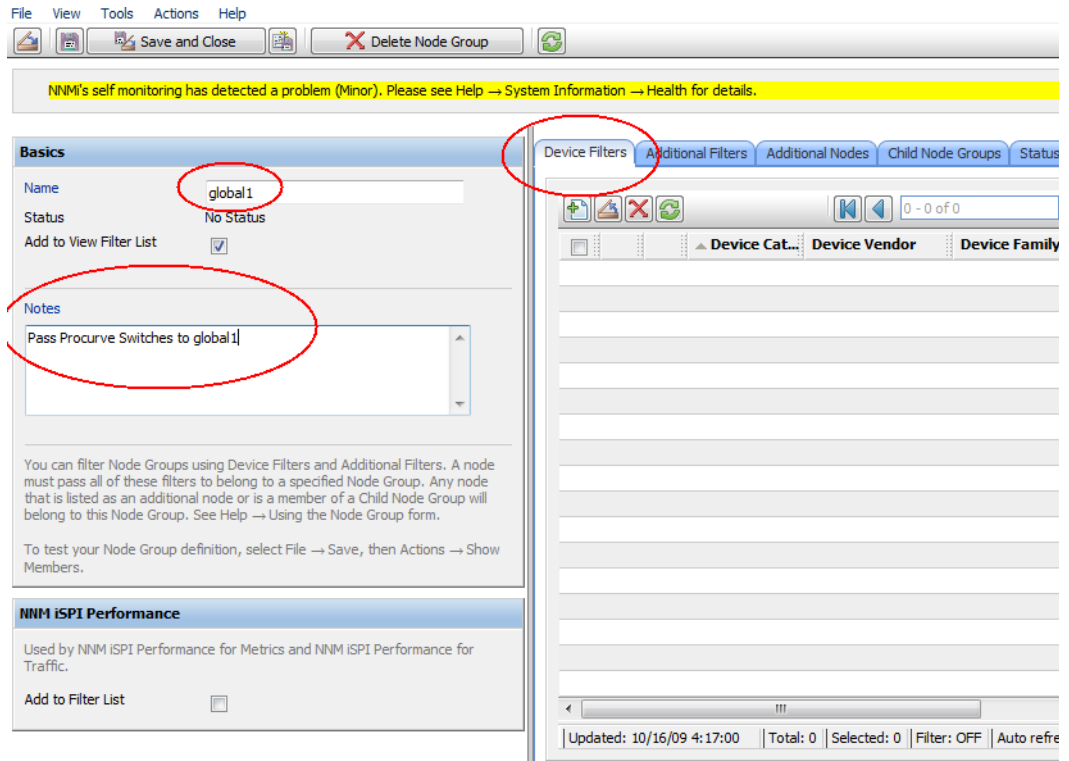 File View Tools Actions Help
Save and Close Delete Node Group
NNMi's self monitoring has detected a problem (Minor). Please see Help → System Information → Health for details.
Basics
Name global1
Status No Status
Add to View Filter List
Notes
Pass Procurve Switches to global1
You can filter Node Groups using Device Filters and Additional Filters. A node
must pass all of these filters to belong to a specified Node Group. Any node
that is listed as an additional node or is a member of a Child Node Group will
belong to this Node Group. See Help → Using the Node Group form.
To test your Node Group definition, select File → Save, then Actions → Show
Members.
NNM iSPI Performance
Used by NNM iSPI Performance for Metrics and NNM iSPI Performance for
Traffic.
Add to Filter List
Device Filters Additional Filters Additional Nodes Child Node Groups Status
0 - 0 of 0
Device Cat... Device Vendor Device Family
Updated: 10/16/09 4:17:00 Total: 0 Selected: 0 Filter: OFF Auto refre